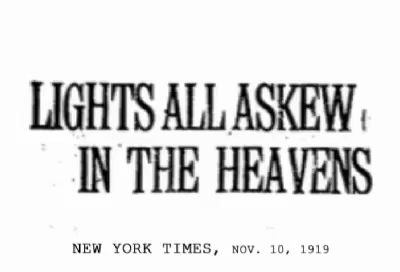 LIGHTS ALL ASKEW
IN THE HEAVENS
NEW YORK TIMES, NOV. 10, 1919